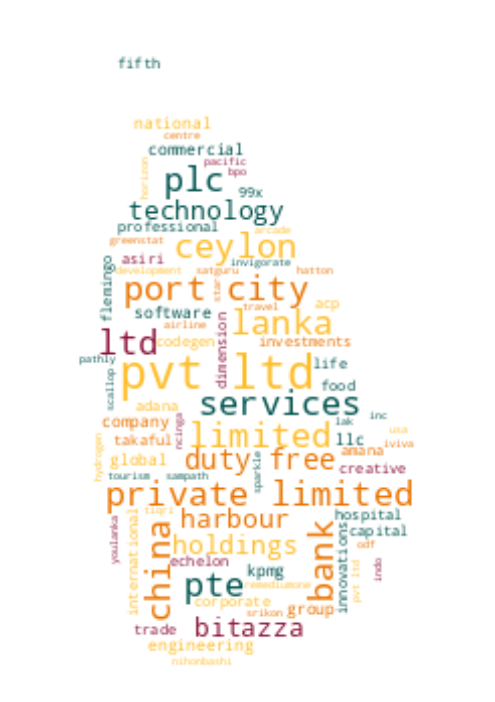 fifth
national
centre
commercial
pacific
horizon
bpo
plc
99x
technology
professional
arcade
greenstat
ceylon
asiri
invigorate
flemingo
development
satguru
hatton
star
port city
travel
acp
software
lanka
airline
dimension
ltd
codegen
investments
pathly
pvt ltd
life
scallop
food
services
adana
inc
company
ncinga
lak
limited
usa
takaful
llc
iviva
hydrogen
global
duty free
amana
sparkle
creative
tourism
sampath
private limited
tiqri
harbour
hospital
youlanka
international
china
bank
innovations
capital
holdings
odf
echelon
kpmg
indo
pte
remediumone
pvt ltd
corporate
srikon
group
trade
bitazza
engineering
nihonbashi